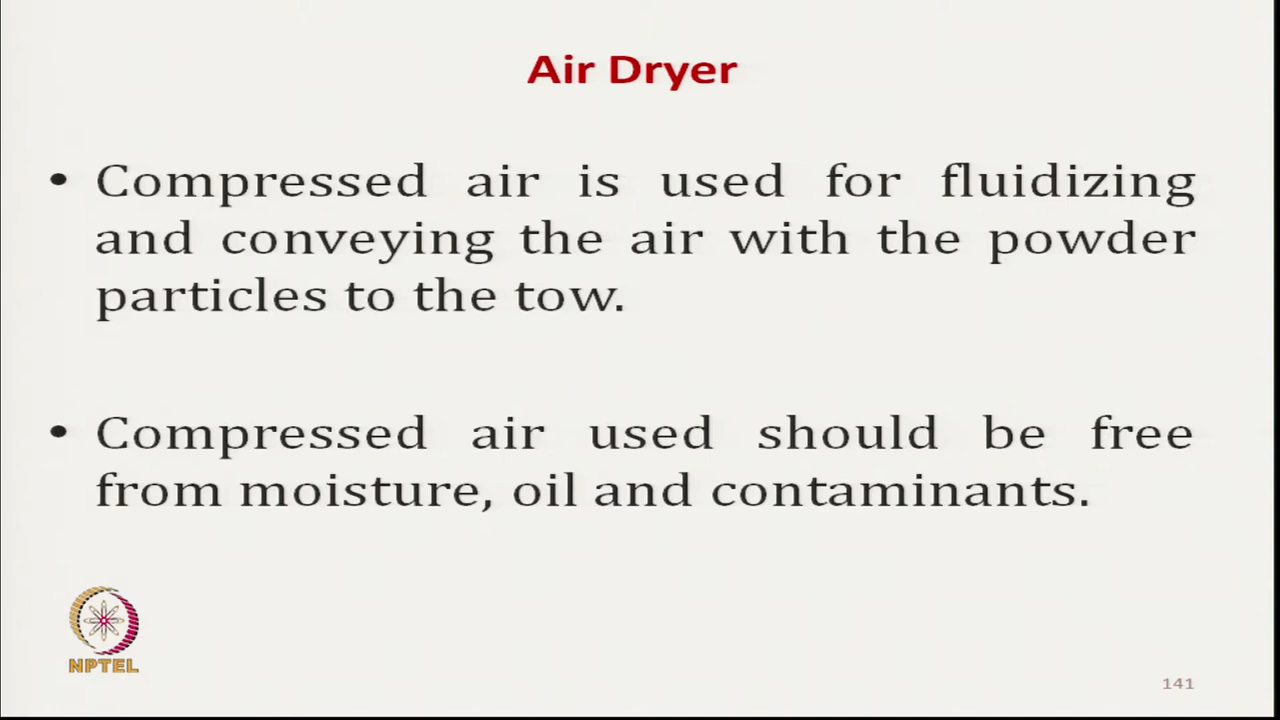 Air Dryer
• Compressed air is used for fluidizing
and conveying the air with the powder
particles to the tow.
• Compressed air used should be free
from moisture, oil and contaminants.
NPTEL
141